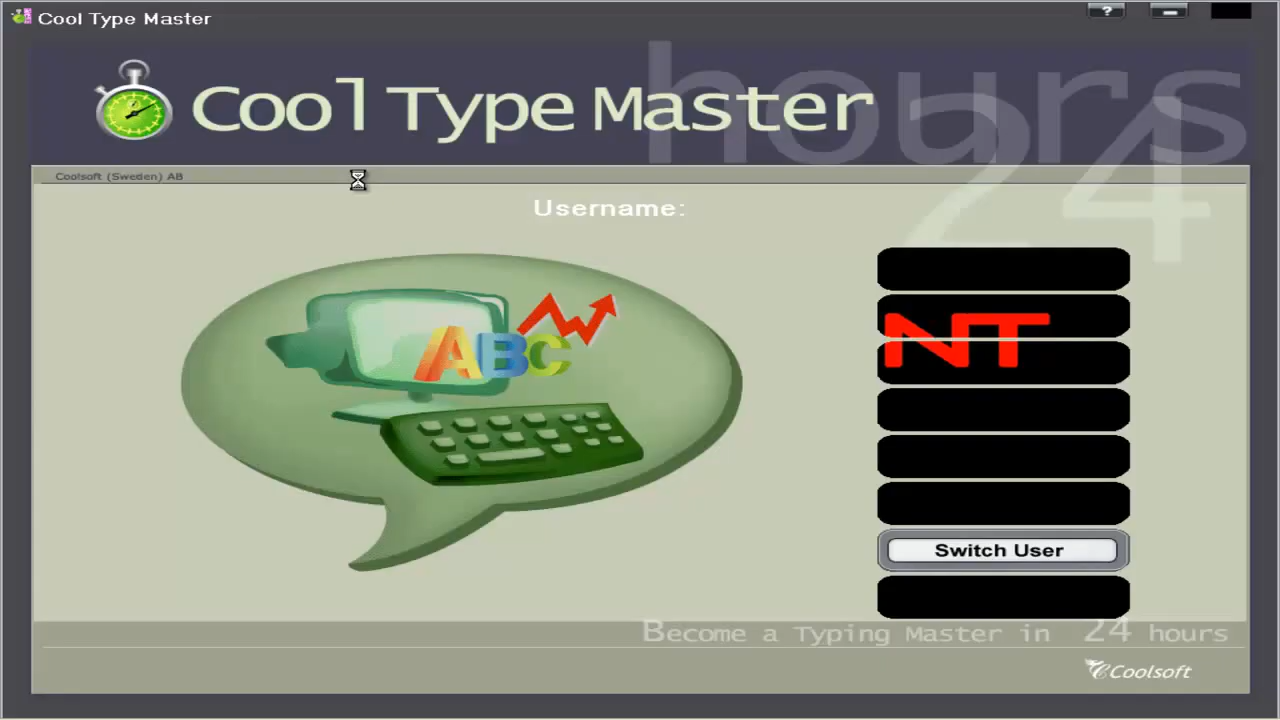 Cool Type Master
?
hours
Cool Type Master
24
Coolsoft (Sweden) AB
Username:
ABC
NT
Switch User
Become a Typing Master in 24 hours
Coolsoft